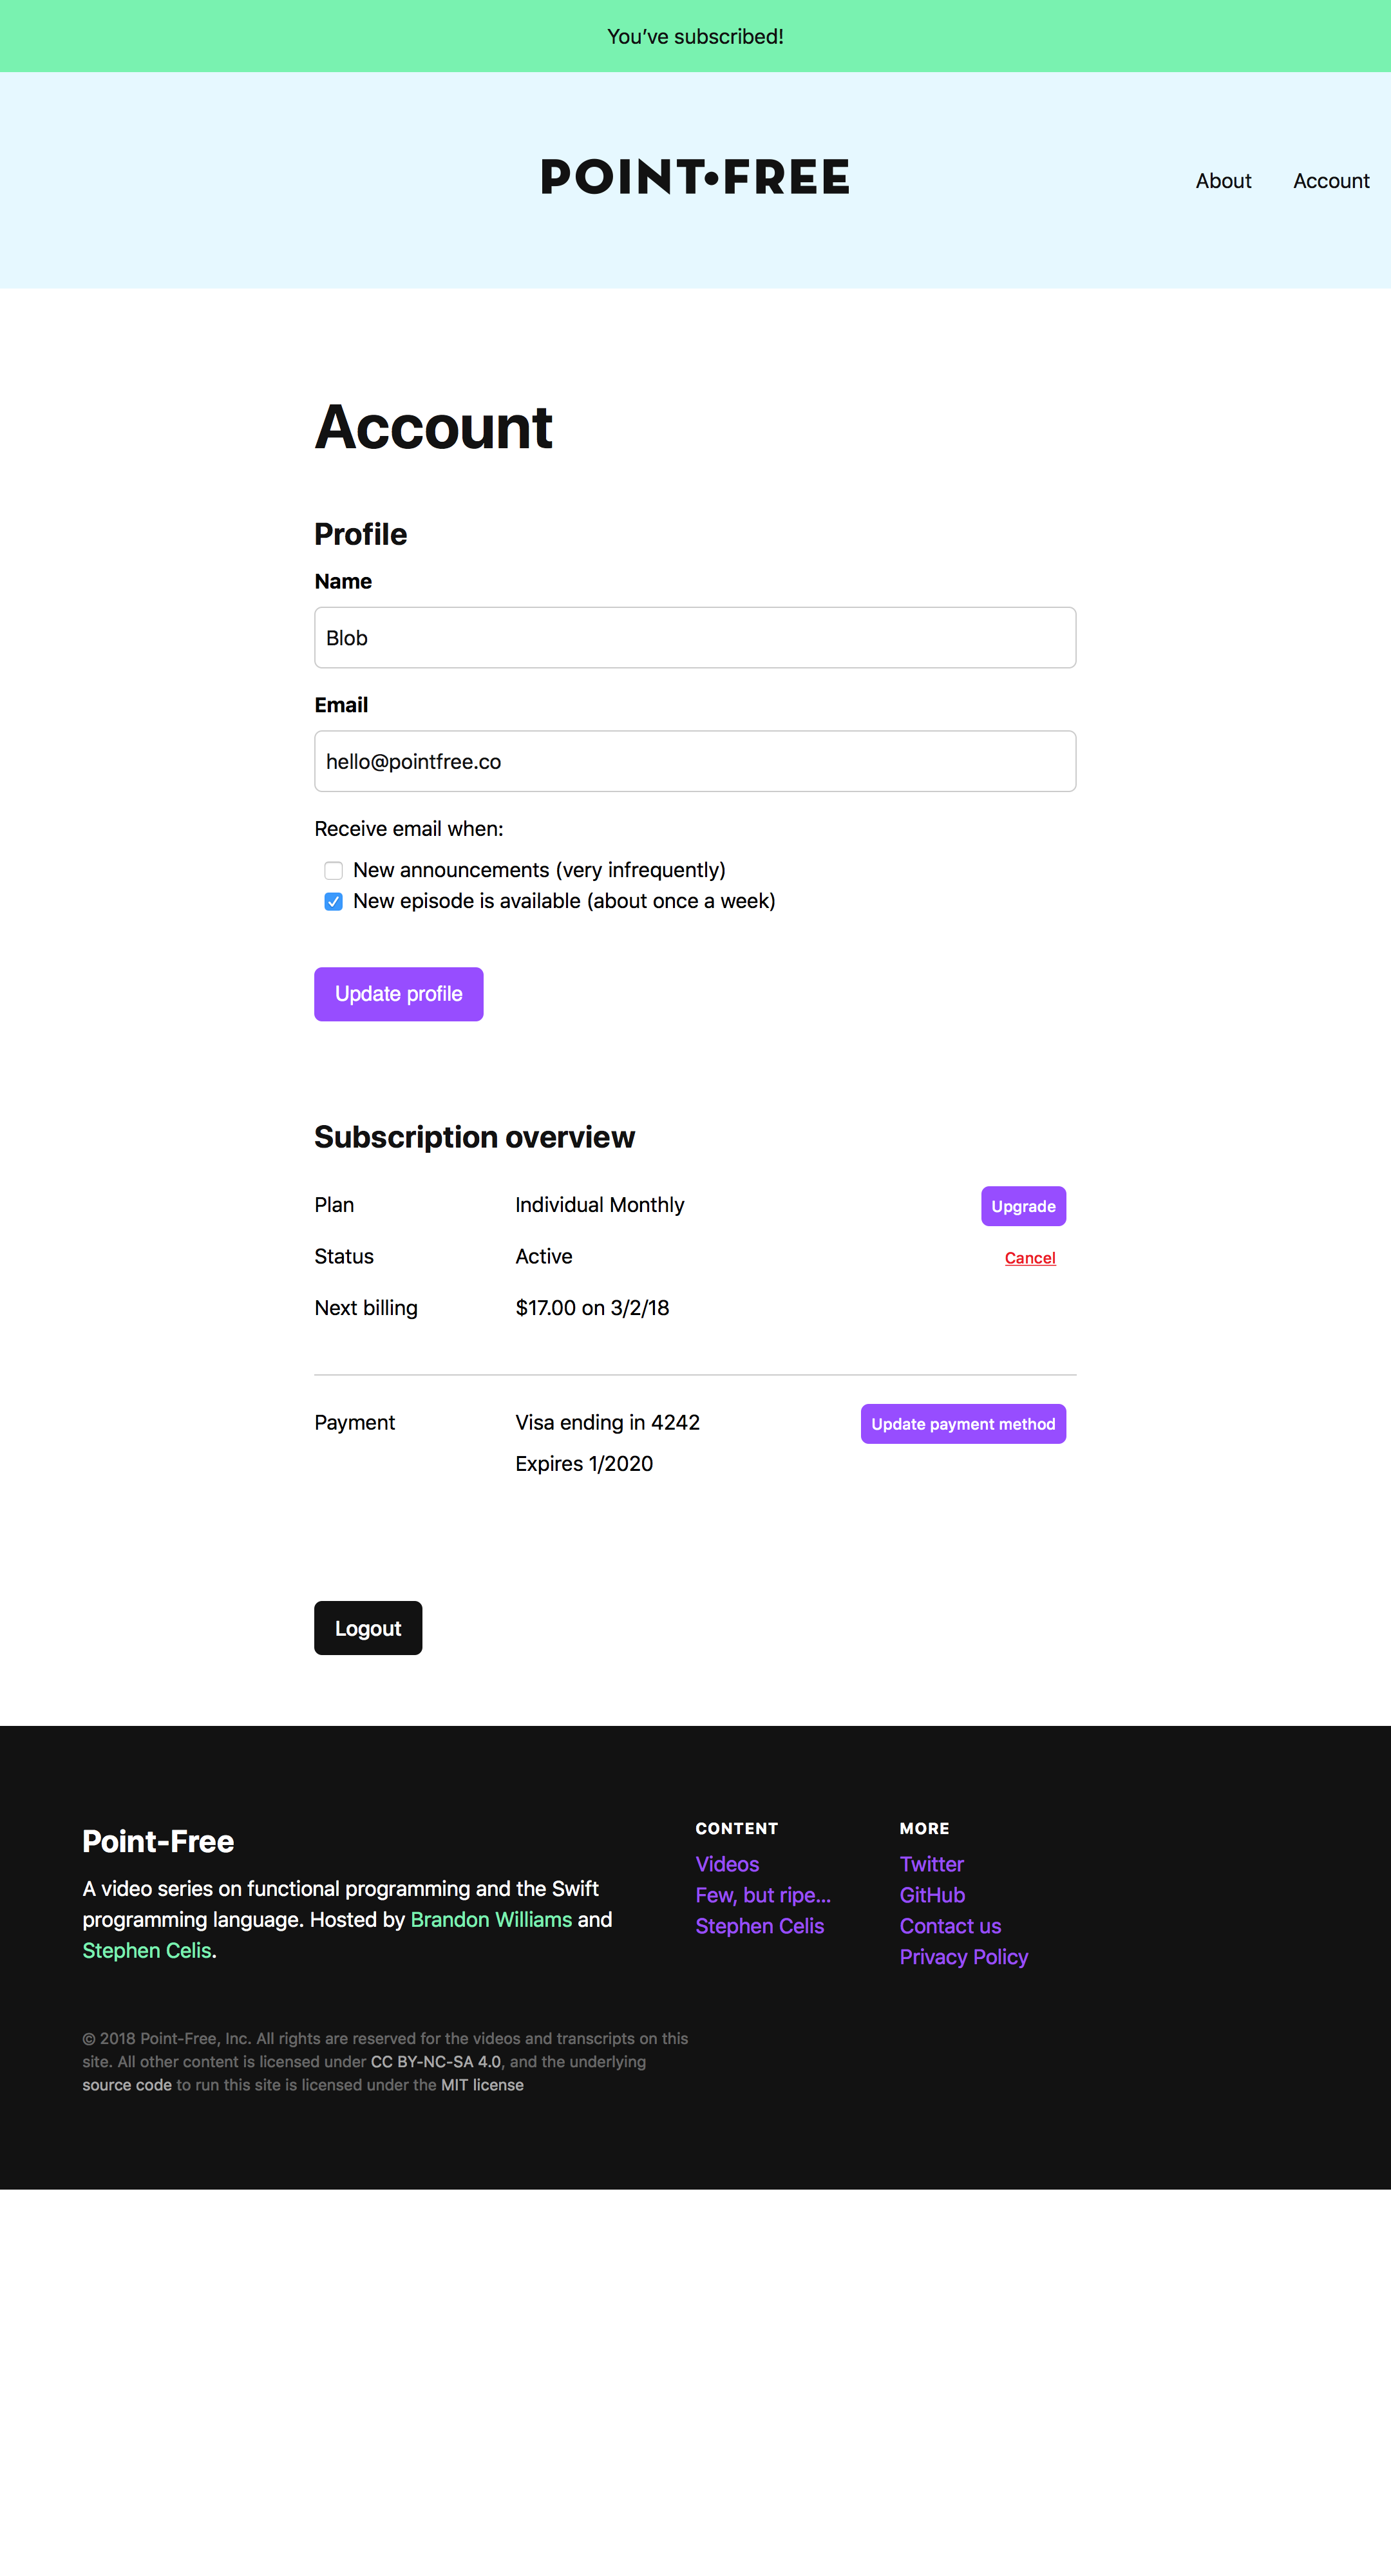 You’ve subscribed!
POINT•FREE
About Account
Account
Profile
Name
Blob
Email
hello@pointfree.co
Receive email when:
New announcements (very infrequently)
New episode is available (about once a week)
Update profile
Subscription overview
Plan Individual Monthly Upgrade
Status Active Cancel
Next billing $17.00 on 3/2/18
Payment Visa ending in 4242 Update payment method
Expires 1/2020
Logout
Point-Free
A video series on functional programming and the Swift
programming language. Hosted by Brandon Williams and
Stephen Celis.
CONTENT
Videos
Few, but ripe...
Stephen Celis
MORE
Twitter
GitHub
Contact us
Privacy Policy
© 2018 Point-Free, Inc. All rights are reserved for the videos and transcripts on this
site. All other content is licensed under CC BY-NC-SA 4.0, and the underlying
source code to run this site is licensed under the MIT license